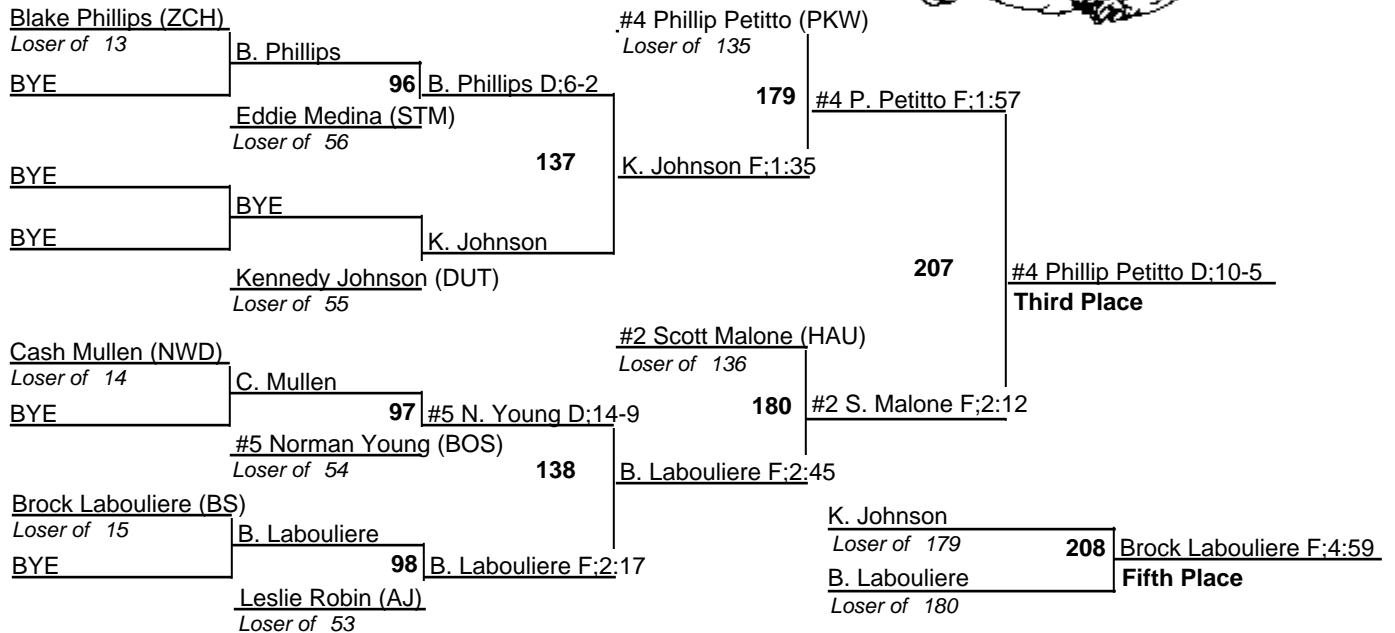 Blake Phillips (ZCH)
Loser of 13
BYE
B. Phillips
96
Eddie Medina (STM)
Loser of 56
B. Phillips D;6-2
BYE
BYE
BYE
Kennedy Johnson (DUT)
Loser of 55
K. Johnson
137
K. Johnson F;1:35
#4 Phillip Petitto (PKW)
Loser of 135
179
#4 P. Petitto F;1:57
Cash Mullen (NWD)
Loser of 14
BYE
C. Mullen
97
#5 Norman Young (BOS)
Loser of 54
#5 N. Young D;14-9
Brock Labouliere (BS)
Loser of 15
BYE
B. Labouliere
98
Leslie Robin (AJ)
Loser of 53
B. Labouliere F;2:17
138
B. Labouliere F;2:45
#2 Scott Malone (HAU)
Loser of 136
180
#2 S. Malone F;2:12
207
#4 Phillip Petitto D;10-5
Third Place
K. Johnson
Loser of 179
B. Labouliere
Loser of 180
208
Brock Labouliere F;4:59
Fifth Place